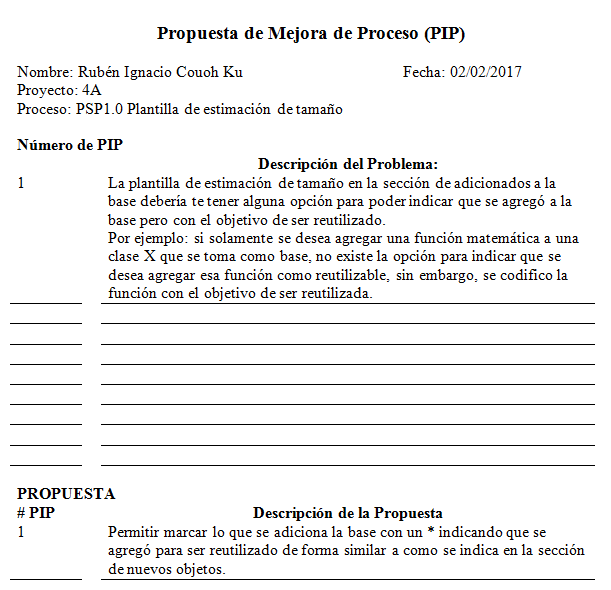 Propuesta de Mejora de Proceso (PIP)
Nombre: Rubén Ignacio Couoh Ku Fecha: 02/02/2017
Proyecto: 4A
Proceso: PSP1.0 Plantilla de estimación de tamaño
Número de PIP
Descripción del Problema:
1 La plantilla de estimación de tamaño en la sección de adicionados a la
base debería te tener alguna opción para poder indicar que se agregó a la
base pero con el objetivo de ser reutilizado.
Por ejemplo: si solamente se desea agregar una función matemática a una
clase X que se toma como base, no existe la opción para indicar que se
desea agregar esa función como reutilizable, sin embargo, se codifico la
función con el objetivo de ser reutilizada.
PROPUESTA
# PIP Descripción de la Propuesta
1 Permitir marcar lo que se adiciona la base con un * indicando que se
agregó para ser reutilizado de forma similar a como se indica en la sección
de nuevos objetos.